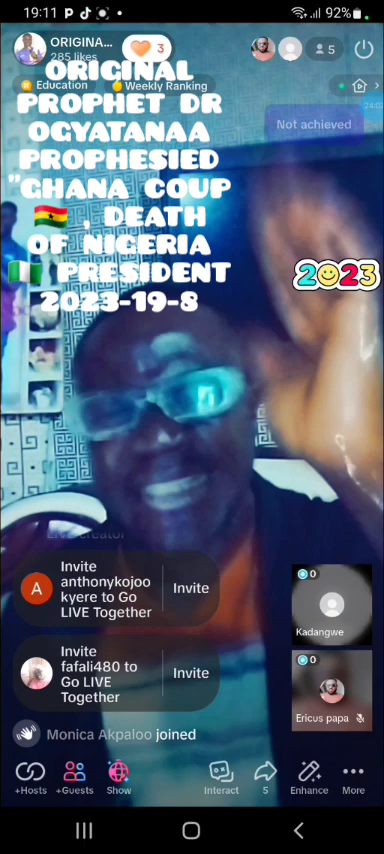 19:11
92%
ORIGINA...
285 likes
3
5
Education
Weekly Ranking
Not achieved
ORIGINAL
PROPHET DR
OGYATANAA
PROPHESIED
"GHANA COUP
🇬🇭 , DEATH
OF NIGERIA
🇳🇬 PRESIDENT
2023-19-8
2023
LIVE creator
A
Invite
anthonykojoo
kyere to Go
LIVE Together
Invite
Invite
fafali480 to
Go LIVE
Together
Invite
0
Kadangwe
0
Ericus papa
Monica Akpaloo joined
+Hosts
+Guests
Show
Interact
5
Enhance
More